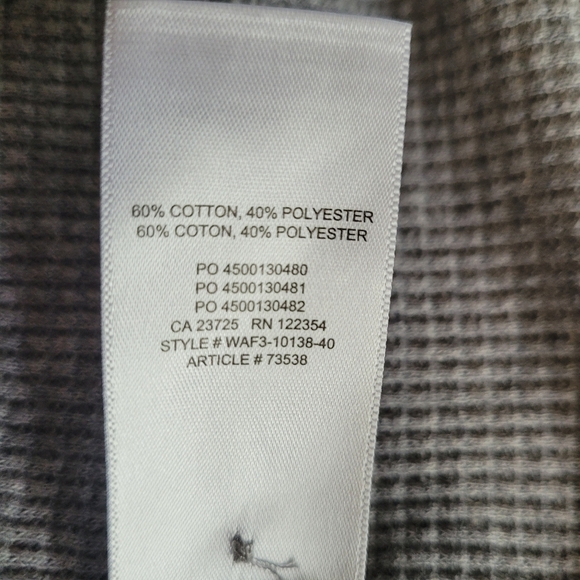 60% COTTON, 40% POLYESTER
60% COTON, 40% POLYESTER
PO 4500130480
PO 4500130481
PO 4500130482
CA 23725 RN 122354
STYLE # WAF3-10138-40
ARTICLE # 73538